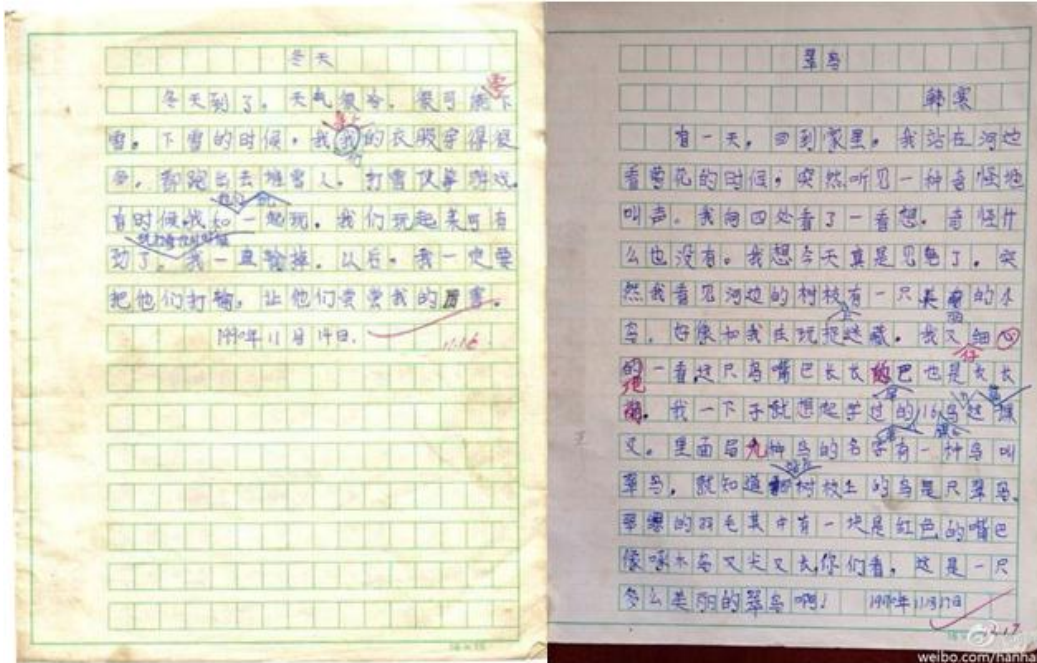 冬天
冬天到了。天气很冷。很可能下
雪。下雪的时候。我我的衣服穿得很
多。都跑出去堆雪人。打雪仗等游戏。
有时候我和一起玩。我们玩起来可有
劲了。我一直输掉。以后。我一定要
把他们打输。让他们尝尝我的厉害。
1990年11月14日.
11.16.
翠鸟
韩寒
有一天。回到家里。我站在河边
看荷花的时候;突然听见一种奇怪地
叫声。我向四处看了一看想。奇怪什
么也没有。我想今天真是见鬼了。突
然我看见河边的树枝有一只美丽的小
鸟。好像和我在玩捉迷藏。我又细心
的一看这只鸟嘴巴长长的巴也是长长
的。我一下子就想起学过的16鸟这课
文。里面有九种鸟的名字有一种鸟叫
翠鸟。就知道树枝上的鸟是只翠鸟。
翠绿的羽毛其中有一块是红色的嘴巴
像啄木鸟又尖又长,你们看。这是一只
多么美丽的翠鸟啊!
1990年11月17日
weibo.com/hanha